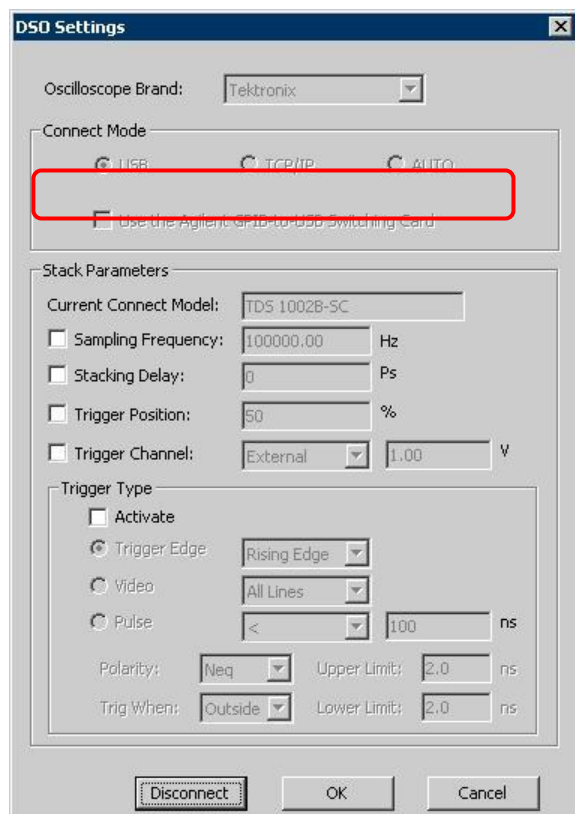 DSO Settings
Oscilloscope Brand: Tektronix
Connect Mode
USB TCP/IP AUTO
Use the Agilent GPIB-to-USB Switching Card
Stack Parameters
Current Connect Model: TDS 1002B-SC
Sampling Frequency: 100000.00 Hz
Stacking Delay: 0 Ps
Trigger Position: 50 %
Trigger Channel: External 1.00 V
Trigger Type
Activate
Trigger Edge Rising Edge
Video All Lines
Pulse < 100 ns
Polarity: Neq Upper Limit: 2.0 ns
Trig When: Outside Lower Limit: 2.0 ns
Disconnect OK Cancel